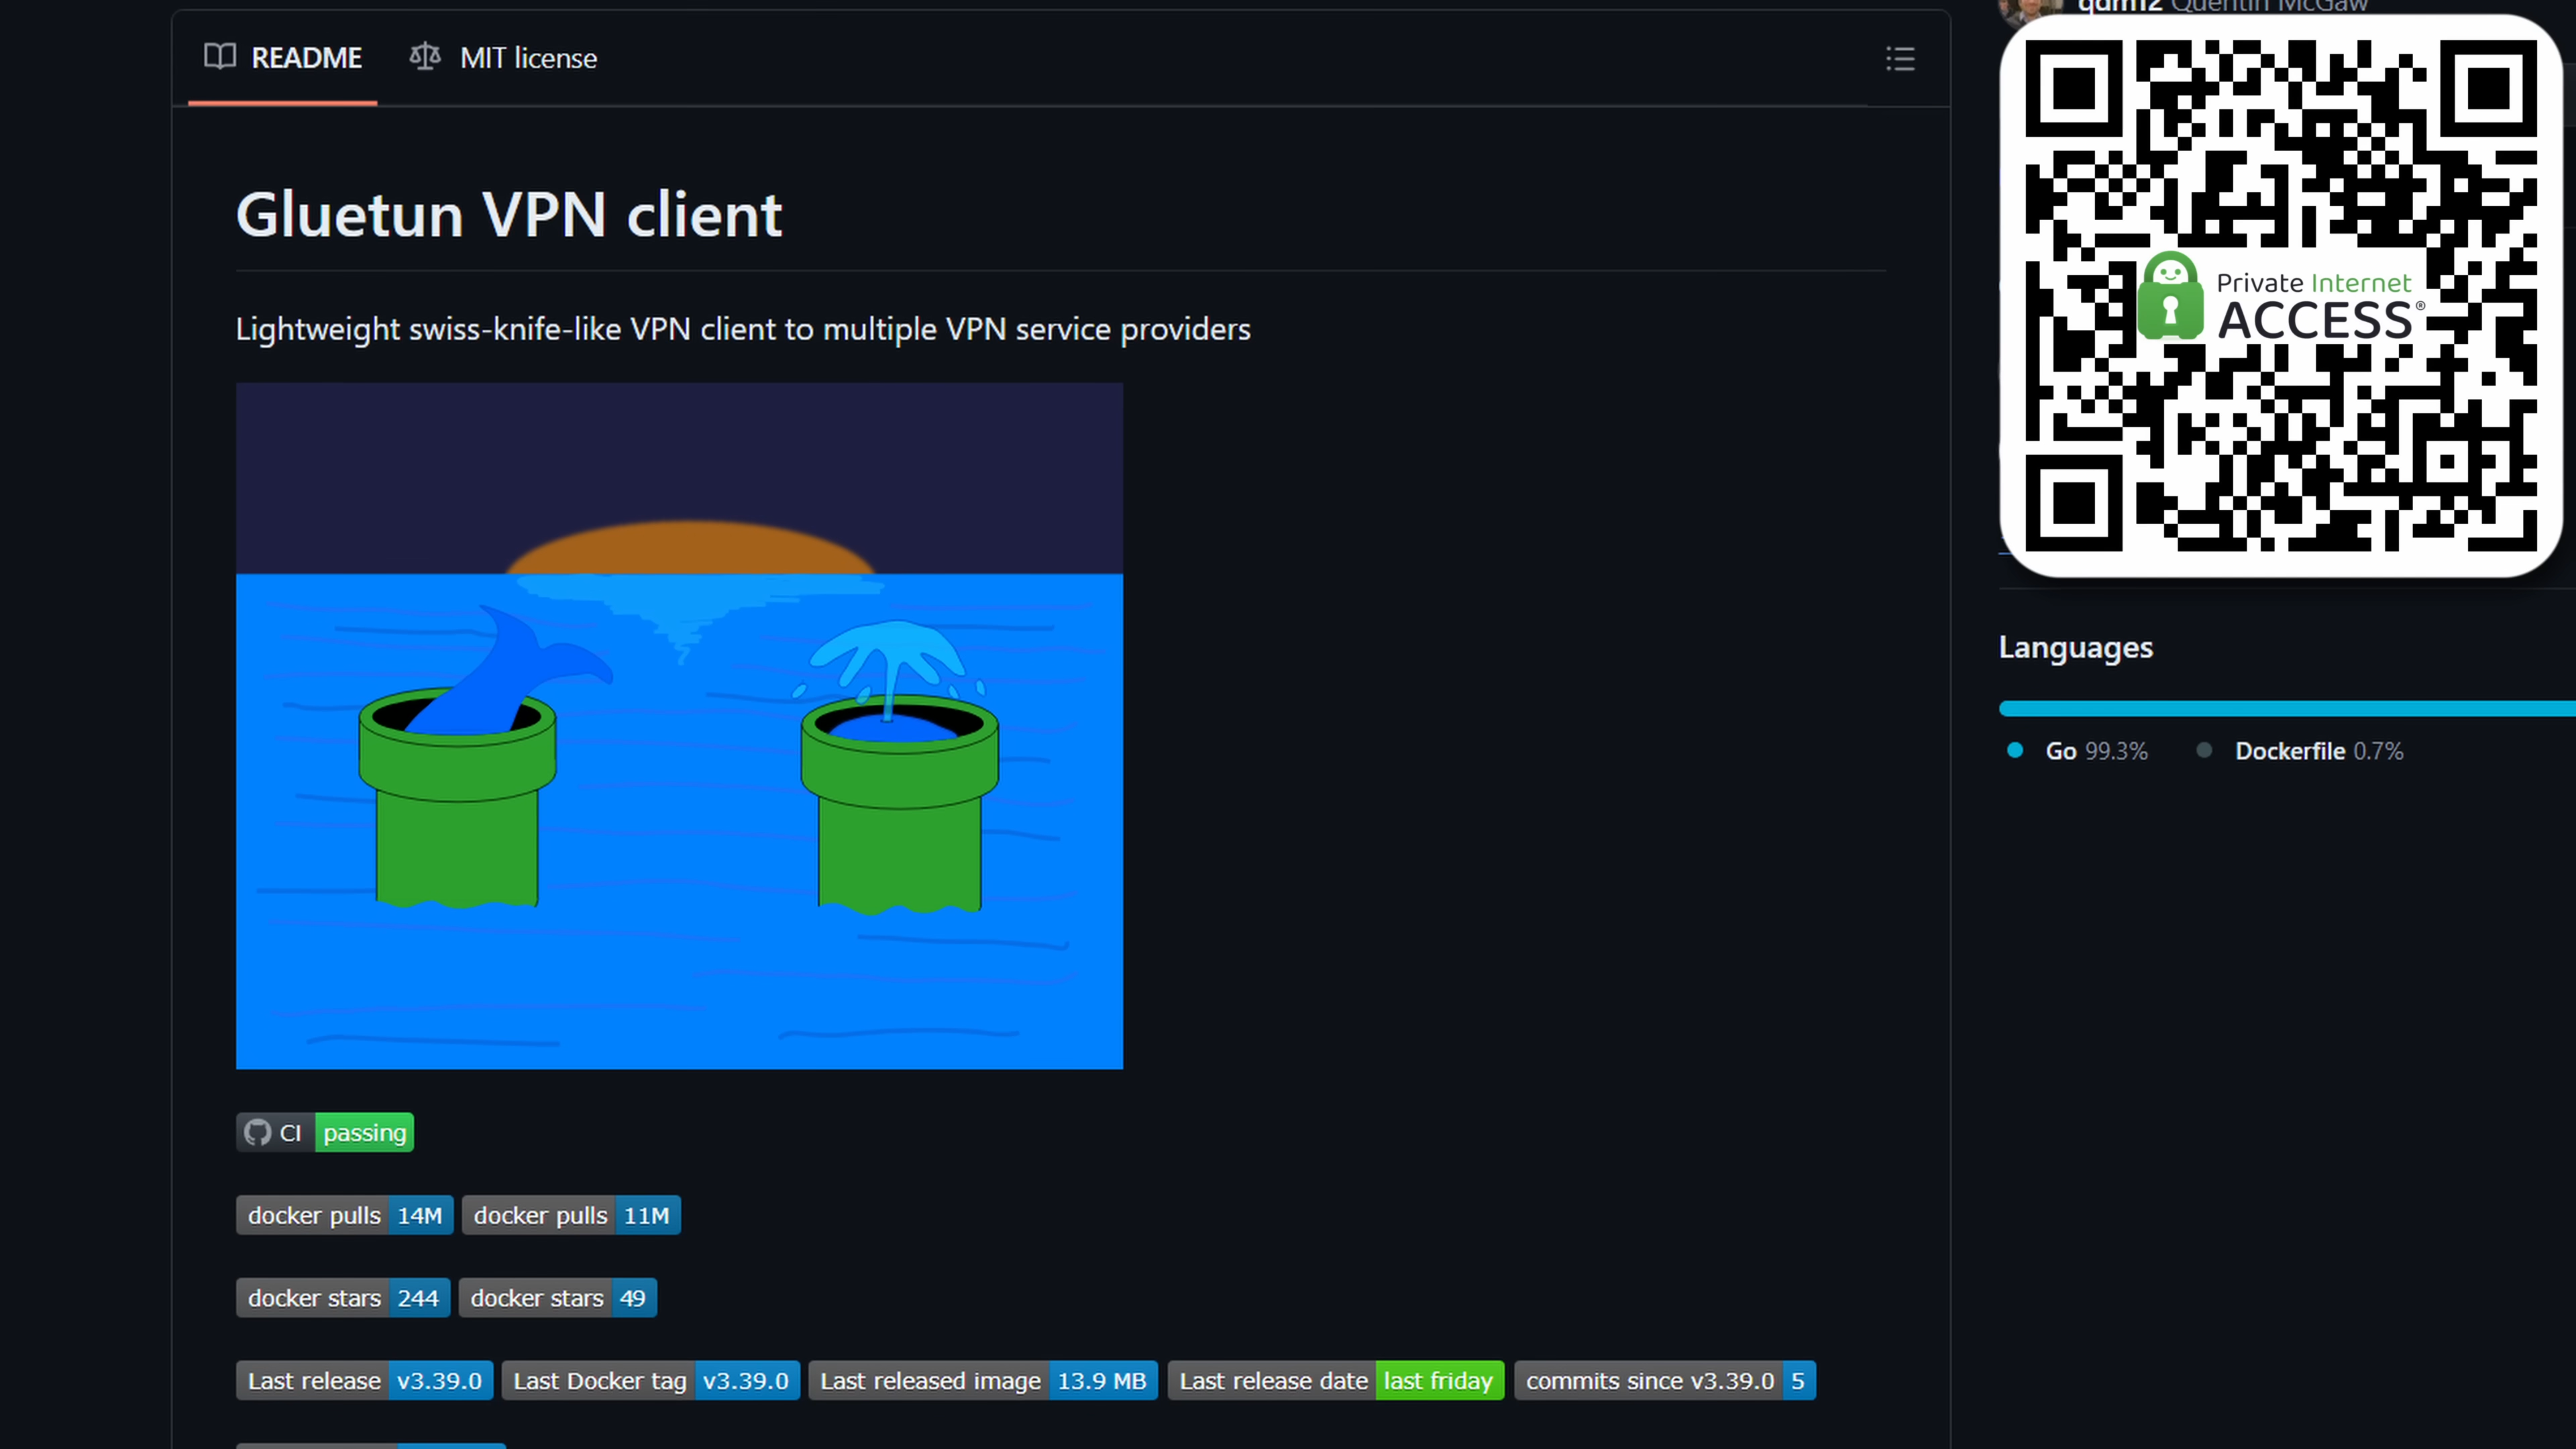 README MIT license
Gluetun VPN client
Lightweight swiss-knife-like VPN client to multiple VPN service providers
CI passing
docker pulls 14M docker pulls 11M
docker stars 244 docker stars 49
Last release v3.39.0 Last Docker tag v3.39.0 Last released image 13.9 MB Last release date last friday commits since v3.39.0 5
qdm12 Quentin McGaw
Private Internet
ACCESS®
Languages
Go 99.3% Dockerfile 0.7%